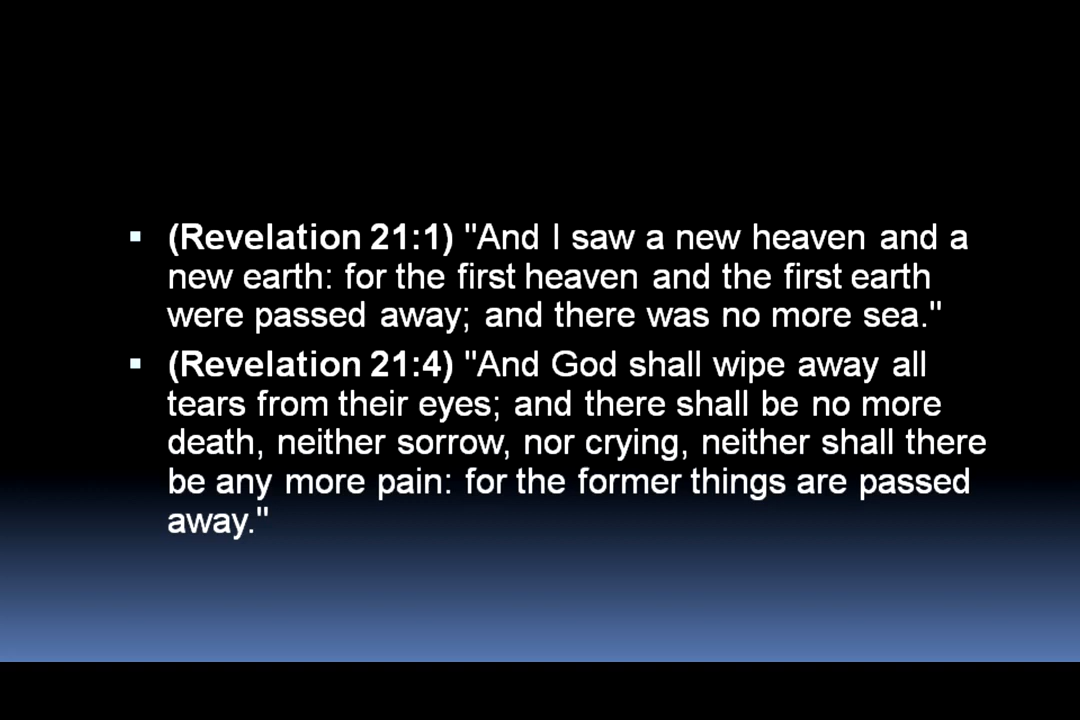 ▪ (Revelation 21:1) "And I saw a new heaven and a
new earth: for the first heaven and the first earth
were passed away; and there was no more sea."
▪ (Revelation 21:4) "And God shall wipe away all
tears from their eyes; and there shall be no more
death, neither sorrow, nor crying, neither shall there
be any more pain: for the former things are passed
away."